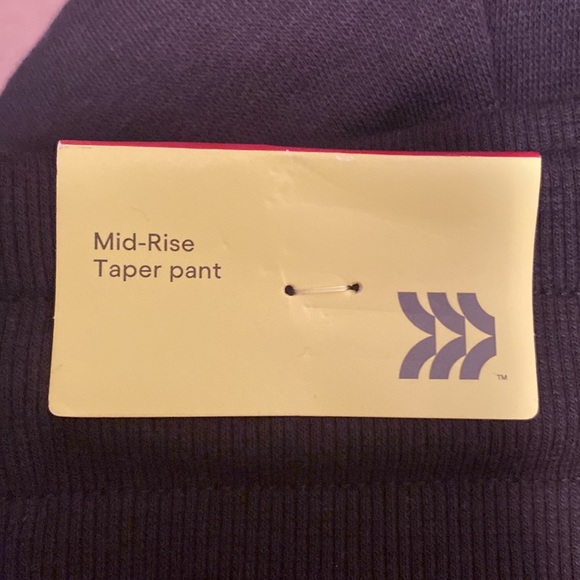 Mid-Rise
Taper pant
TM